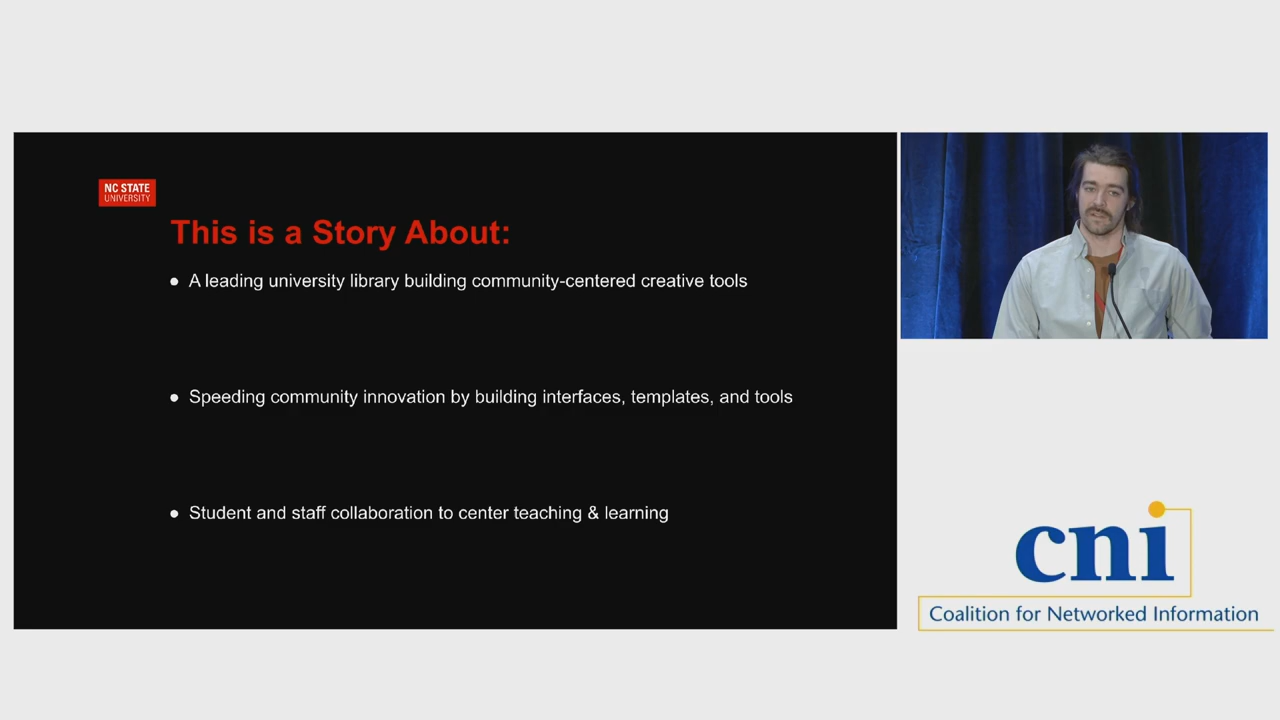 NC STATE
UNIVERSITY
This is a Story About:
● A leading university library building community-centered creative tools
● Speeding community innovation by building interfaces, templates, and tools
● Student and staff collaboration to center teaching & learning
cni
Coalition for Networked Information